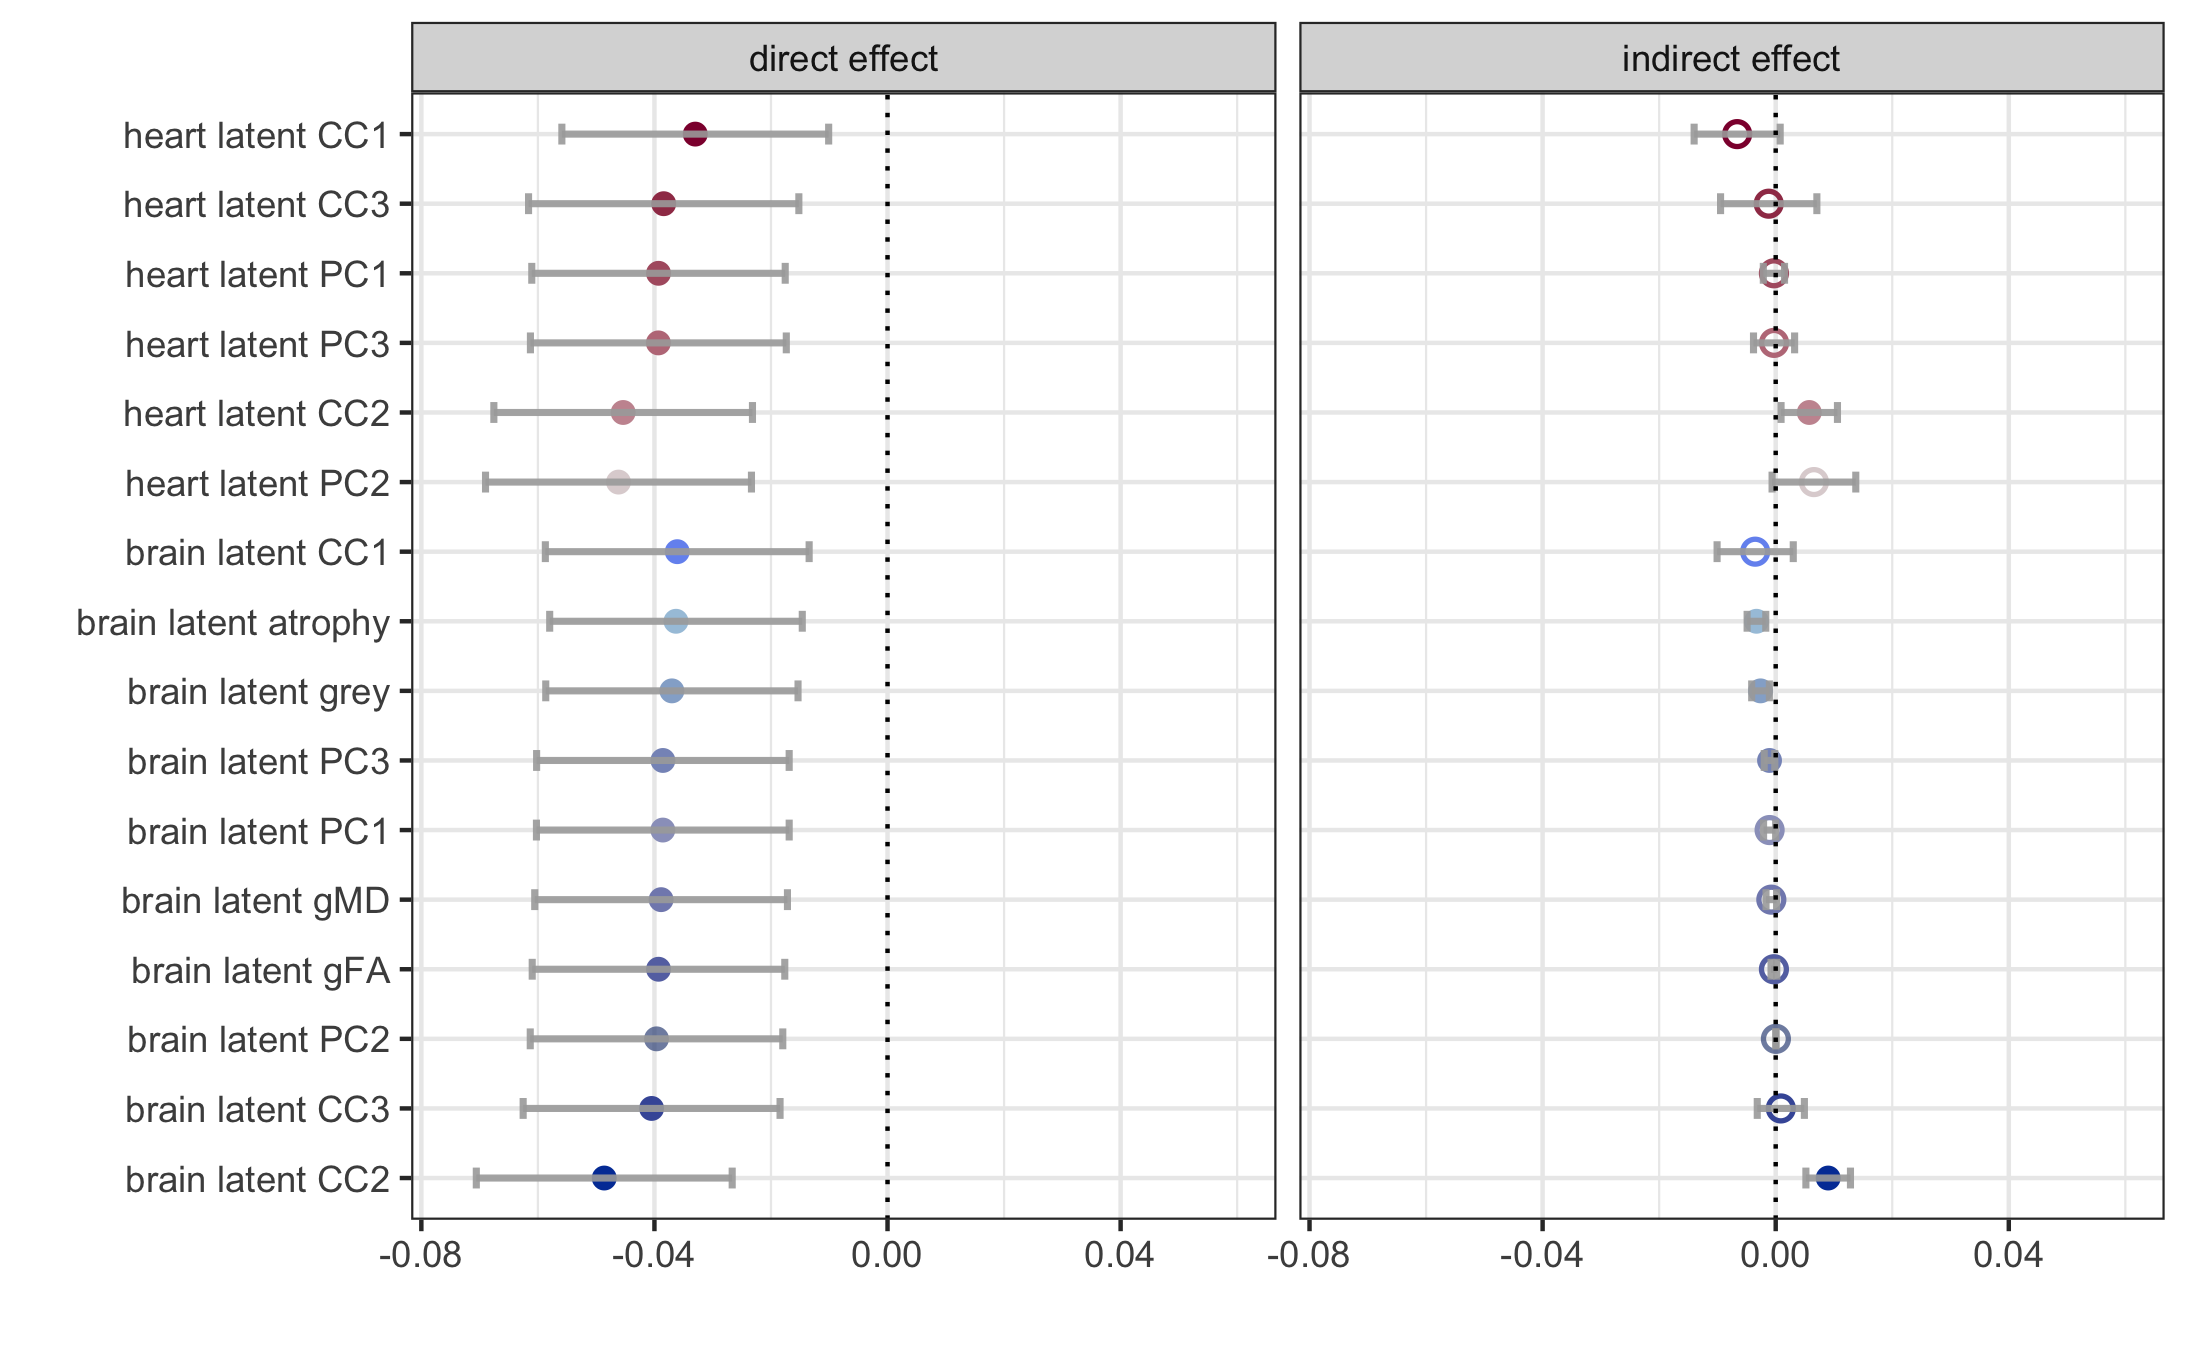 direct effect
indirect effect
heart latent CC1
heart latent CC3
heart latent PC1
heart latent PC3
heart latent CC2
heart latent PC2
brain latent CC1
brain latent atrophy
brain latent grey
brain latent PC3
brain latent PC1
brain latent gMD
brain latent gFA
brain latent PC2
brain latent CC3
brain latent CC2
-0.08 -0.04 0.00 0.04
-0.08 -0.04 0.00 0.04